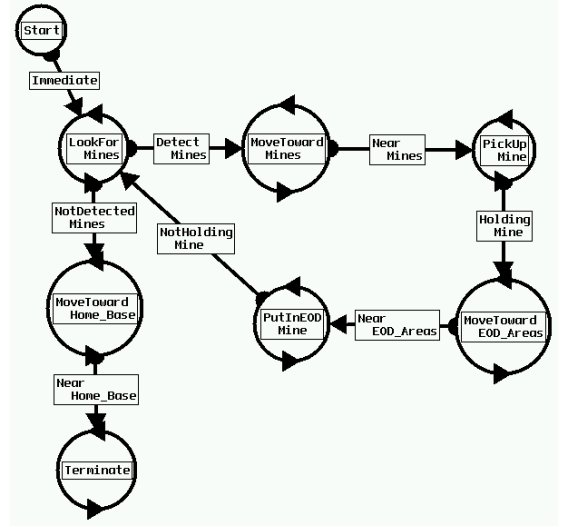 Start
Immediate
LookFor
Mines
Detect
Mines
MoveToward
Mines
Near
Mines
PickUp
Mine
NotDetected
Mines
NotHolding
Mine
Holding
Mine
MoveToward
Home_Base
PutInEOD
Mine
Near
EOD_Areas
MoveToward
EOD_Areas
Near
Home_Base
Terminate